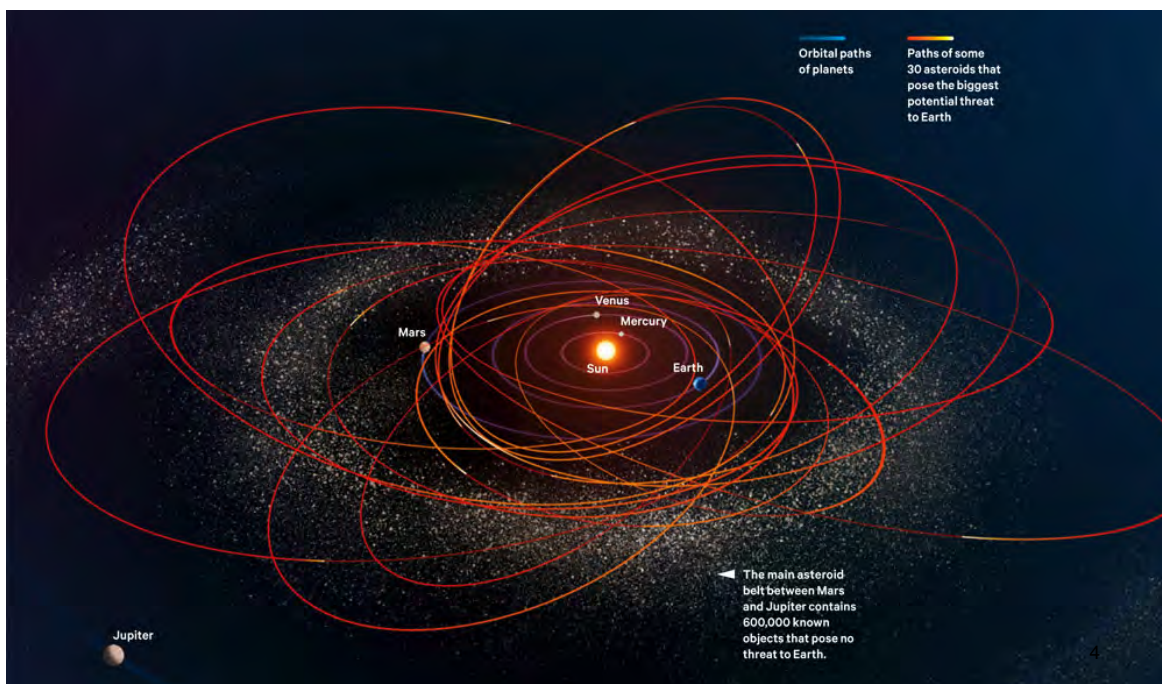 Orbital paths
of planets
Paths of some
30 asteroids that
pose the biggest
potential threat
to Earth
Venus
Mercury
Mars
Sun
Earth
The main asteroid
belt between Mars
and Jupiter contains
600,000 known
objects that pose no
threat to Earth.
Jupiter
4